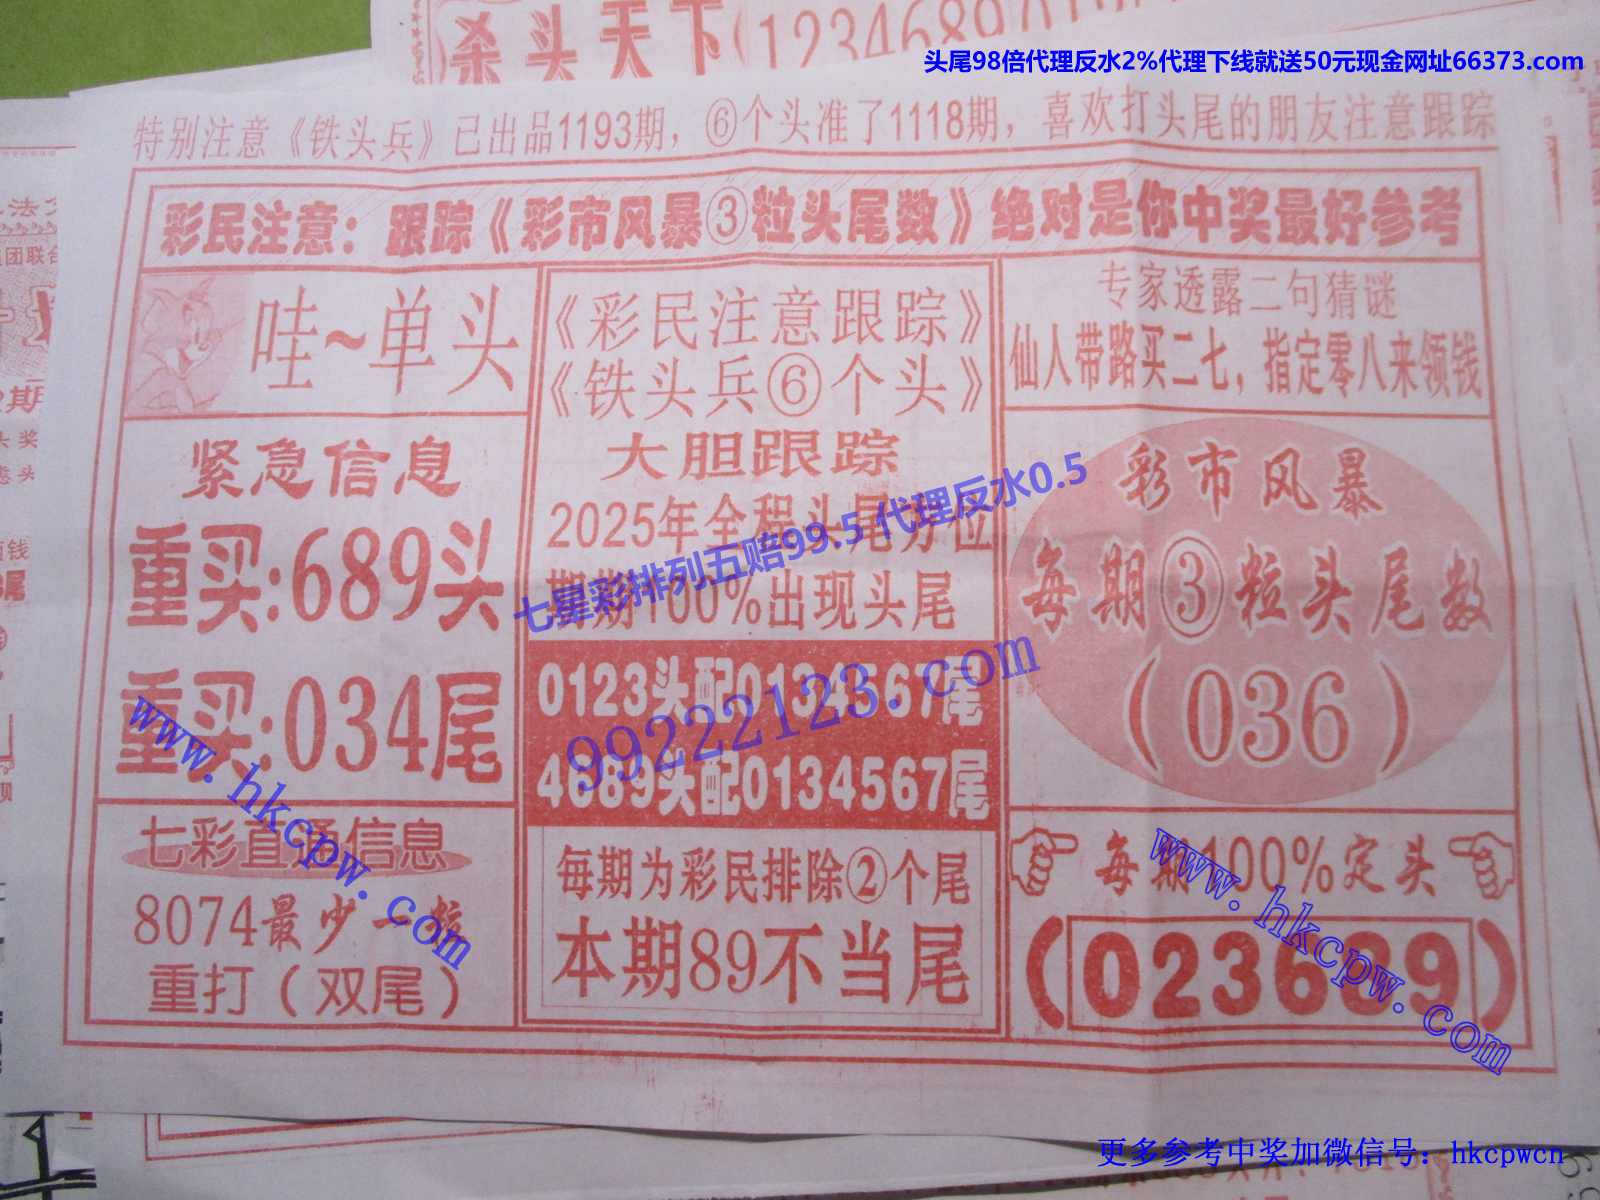 杀头天下(12346890
头尾98倍代理反水2%代理下线就送50元现金网址66373.com
特别注意《铁头兵》已出品1193期，⑥个头准了1118期，喜欢打头尾的朋友注意跟踪
彩民注意：跟踪《彩市风暴③粒头尾数》绝对是你中奖最好参考
哇~单头
紧急信息
重买:689头
重买:034尾
七彩直通信息
8074最少一粒
重打(双尾)
《彩民注意跟踪》
《铁头兵⑥个头》
大胆跟踪
2025年全程头尾夯位
期期100%出现头尾
0123头配0134567尾
4689头配0134567尾
每期为彩民排除②个尾
本期89不当尾
专家透露二句猜谜
仙人带路买二七，指定零八来领钱
彩市风暴
每期③粒头尾数
(036)
每期100%定头
(023689)
七星彩排列五赔99.5 代理反水0.5
99222123.com
www.hkcpw.com
www.hkcpw.com
更多参考中奖加微信号：hkcpwcn